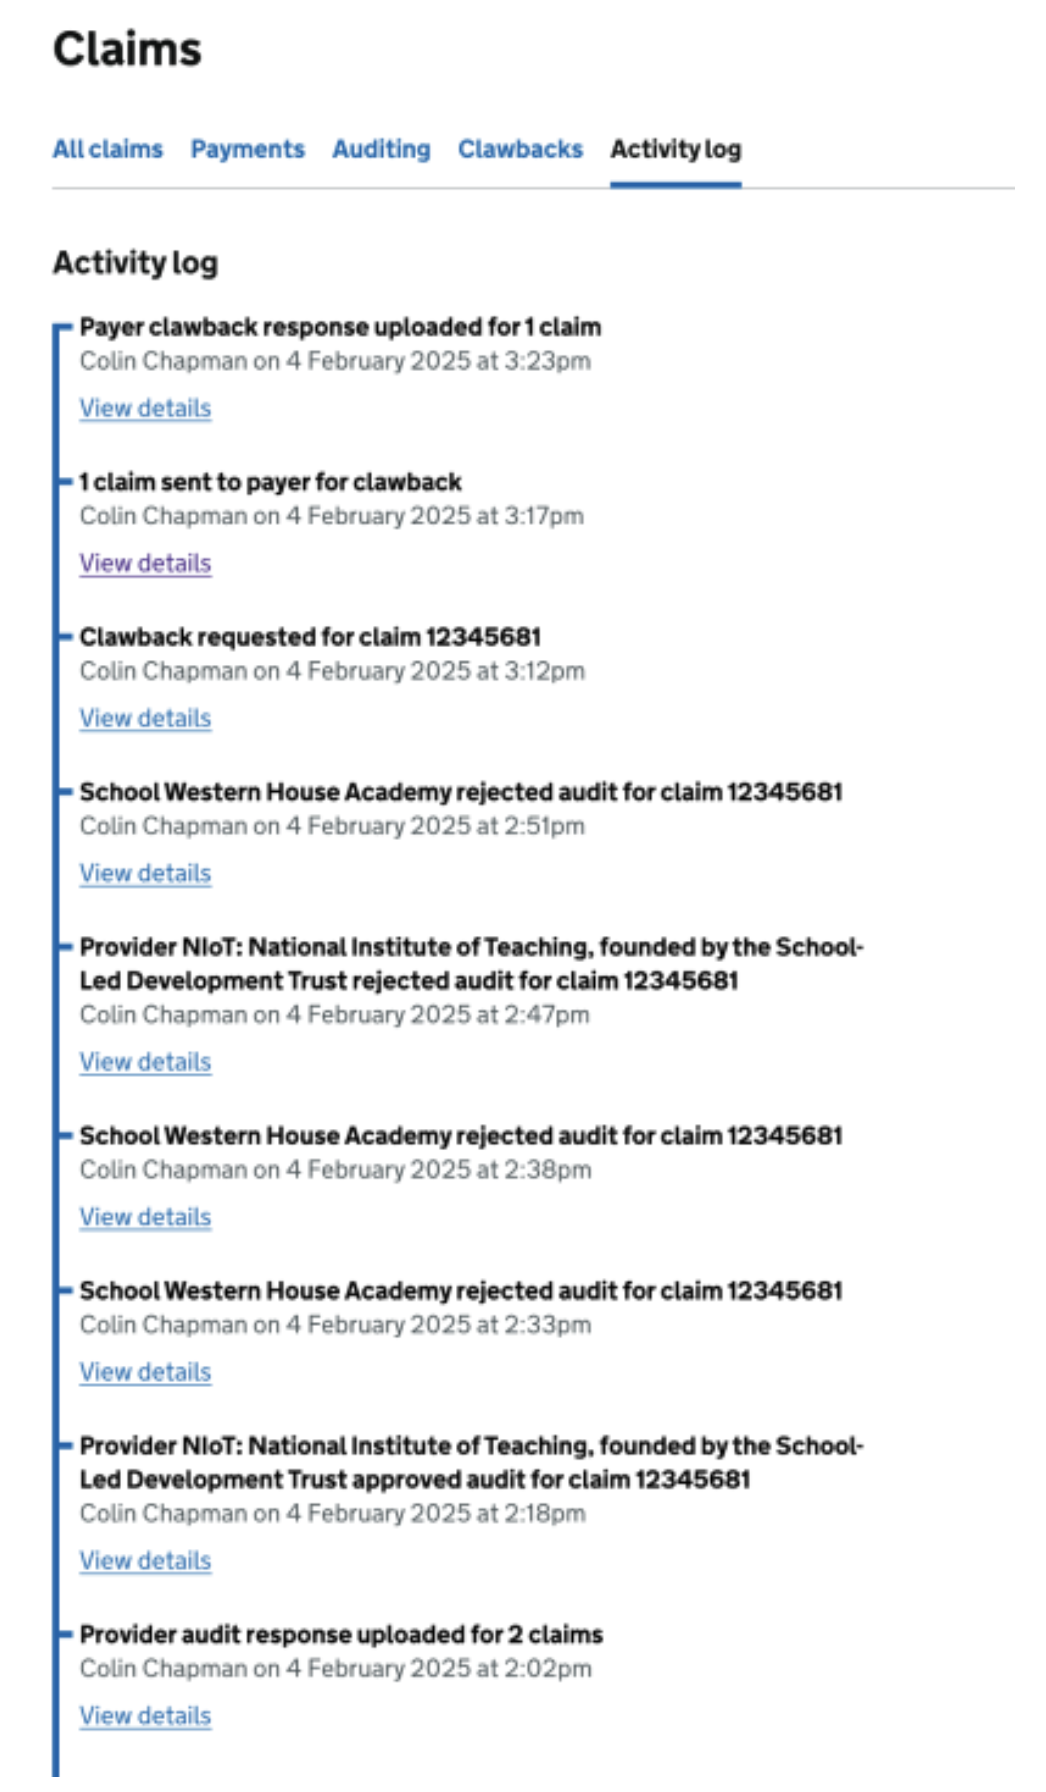 Claims
All claims Payments Auditing Clawbacks Activity log
Activity log
Payer clawback response uploaded for 1 claim
Colin Chapman on 4 February 2025 at 3:23pm
View details
1 claim sent to payer for clawback
Colin Chapman on 4 February 2025 at 3:17pm
View details
Clawback requested for claim 12345681
Colin Chapman on 4 February 2025 at 3:12pm
View details
School Western House Academy rejected audit for claim 12345681
Colin Chapman on 4 February 2025 at 2:51pm
View details
Provider NIoT: National Institute of Teaching, founded by the School-
Led Development Trust rejected audit for claim 12345681
Colin Chapman on 4 February 2025 at 2:47pm
View details
School Western House Academy rejected audit for claim 12345681
Colin Chapman on 4 February 2025 at 2:38pm
View details
School Western House Academy rejected audit for claim 12345681
Colin Chapman on 4 February 2025 at 2:33pm
View details
Provider NIoT: National Institute of Teaching, founded by the School-
Led Development Trust approved audit for claim 12345681
Colin Chapman on 4 February 2025 at 2:18pm
View details
Provider audit response uploaded for 2 claims
Colin Chapman on 4 February 2025 at 2:02pm
View details